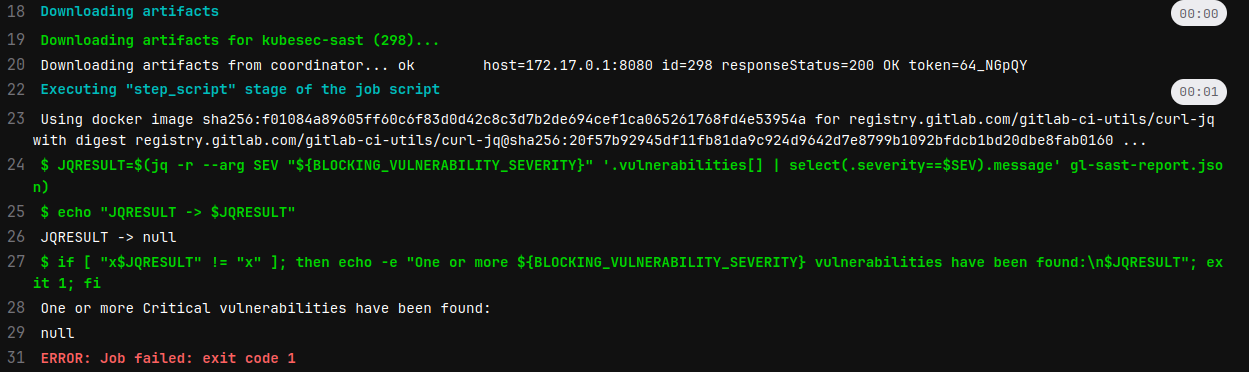 18 Downloading artifacts 00:00
19 Downloading artifacts for kubesec-sast (298)...
20 Downloading artifacts from coordinator... ok        host=172.17.0.1:8080 id=298 responseStatus=200 OK token=64_NGpQY
22 Executing "step_script" stage of the job script 00:01
23 Using docker image sha256:f01084a89605ff60c6f83d0d42c8c3d7b2de694cef1ca065261768fd4e53954a for registry.gitlab.com/gitlab-ci-utils/curl-jq
with digest registry.gitlab.com/gitlab-ci-utils/curl-jq@sha256:20f57b92945df11fb81da9c924d9642d7e8799b1092bfdcb1bd20dbe8fab0160 ...
24 $ JQRESULT=$(jq -r --arg SEV "${BLOCKING_VULNERABILITY_SEVERITY}" '.vulnerabilities[] | select(.severity==$SEV).message' gl-sast-report.jso
n)
25 $ echo "JQRESULT -> $JQRESULT"
26 JQRESULT -> null
27 $ if [ "x$JQRESULT" != "x" ]; then echo -e "One or more ${BLOCKING_VULNERABILITY_SEVERITY} vulnerabilities have been found:\n$JQRESULT"; ex
it 1; fi
28 One or more Critical vulnerabilities have been found:
29 null
31 ERROR: Job failed: exit code 1